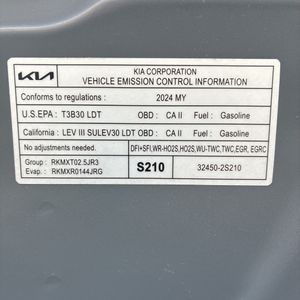 KIA
KIA CORPORATION
VEHICLE EMISSION CONTROL INFORMATION
Conforms to regulations : 2024 MY
U.S.EPA : T3B30 LDT OBD : CA II Fuel : Gasoline
California : LEV III SULEV30 LDT OBD : CA II Fuel : Gasoline
No adjustments needed. DFI+SFI,WR-HO2S,HO2S,WU-TWC,TWC,EGR, EGRC
Group : RKMXT02.5JR3
Evap. : RKMXR0144JRG
S210
32450-2S210